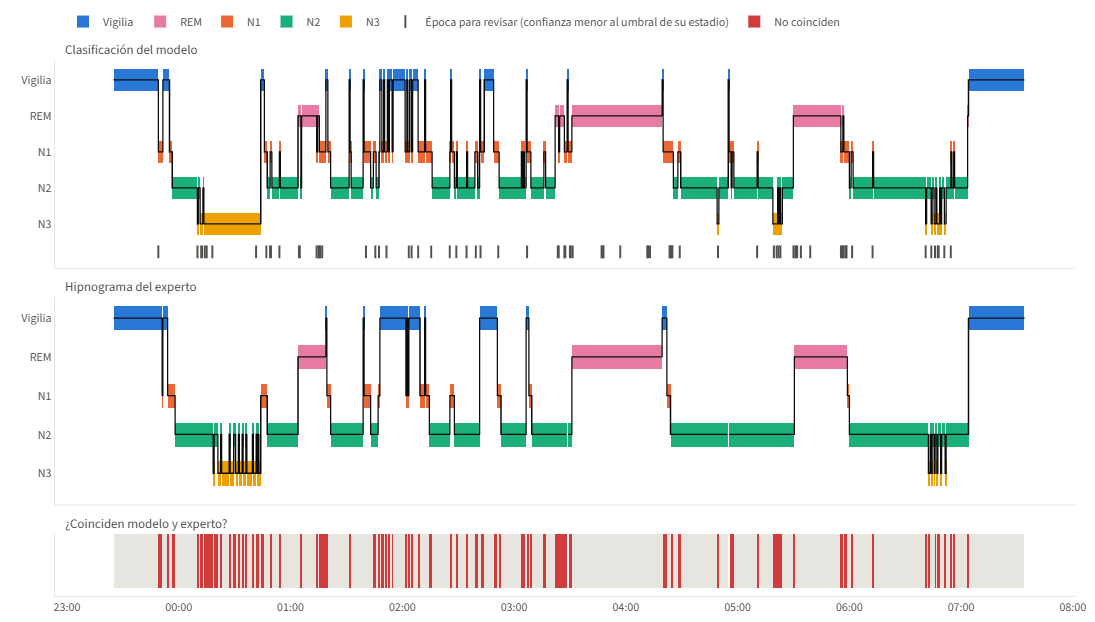 Vigilia REM N1 N2 N3 Época para revisar (confianza menor al umbral de su estadio) No coinciden
Clasificación del modelo
Vigilia
REM
N1
N2
N3
Hipnograma del experto
Vigilia
REM
N1
N2
N3
¿Coinciden modelo y experto?
23:00 00:00 01:00 02:00 03:00 04:00 05:00 06:00 07:00 08:00